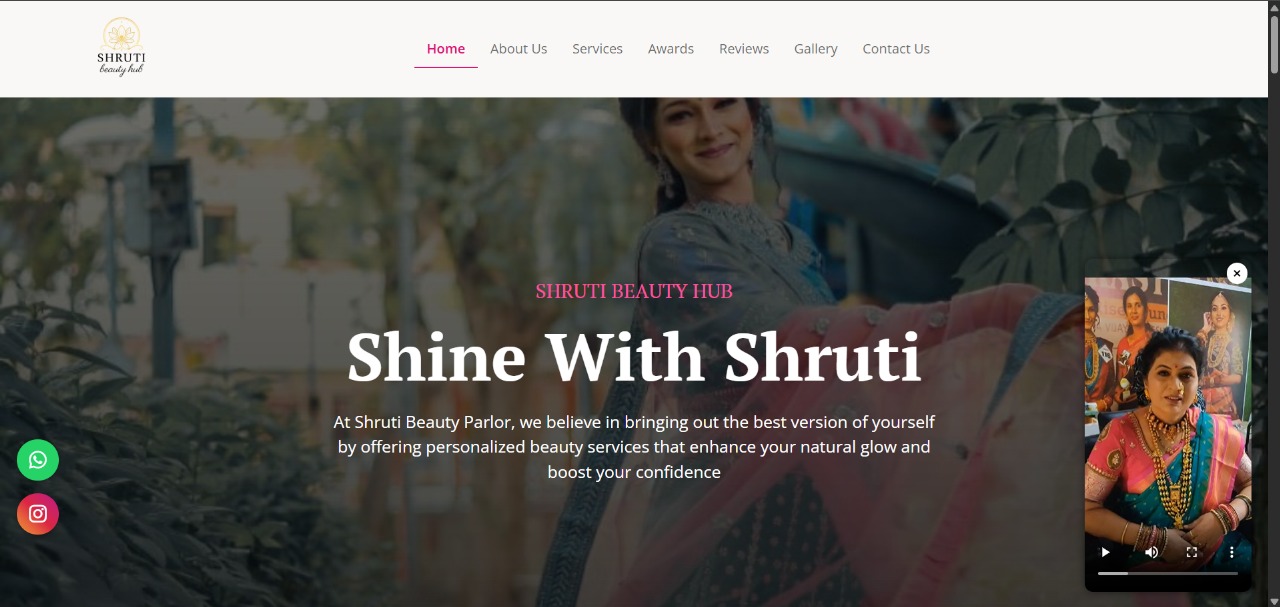 SHRUTI
beauty hub
Home About Us Services Awards Reviews Gallery Contact Us
SHRUTI BEAUTY HUB
Shine With Shruti
At Shruti Beauty Parlor, we believe in bringing out the best version of yourself
by offering personalized beauty services that enhance your natural glow and
boost your confidence